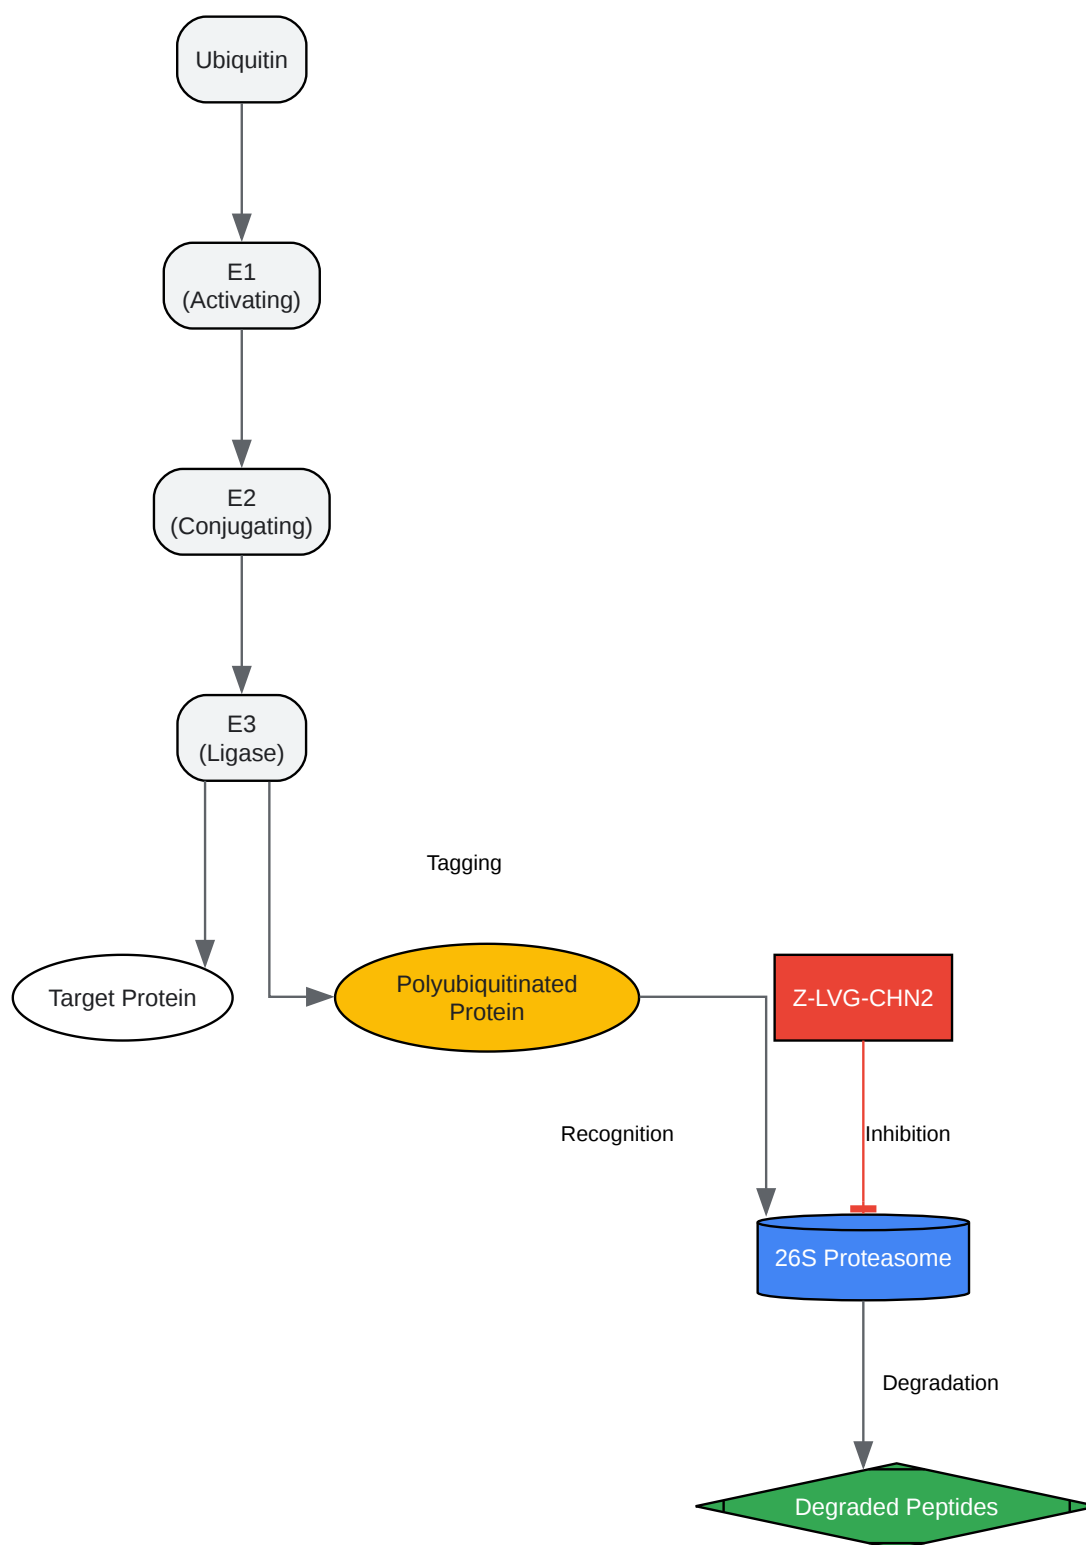 Ubiquitin
E1
(Activating)
E2
(Conjugating)
E3
(Ligase)
Tagging
Target Protein
Polyubiquitinated
Protein
Z-LVG-CHN2
Recognition
Inhibition
26S Proteasome
Degradation
Degraded Peptides